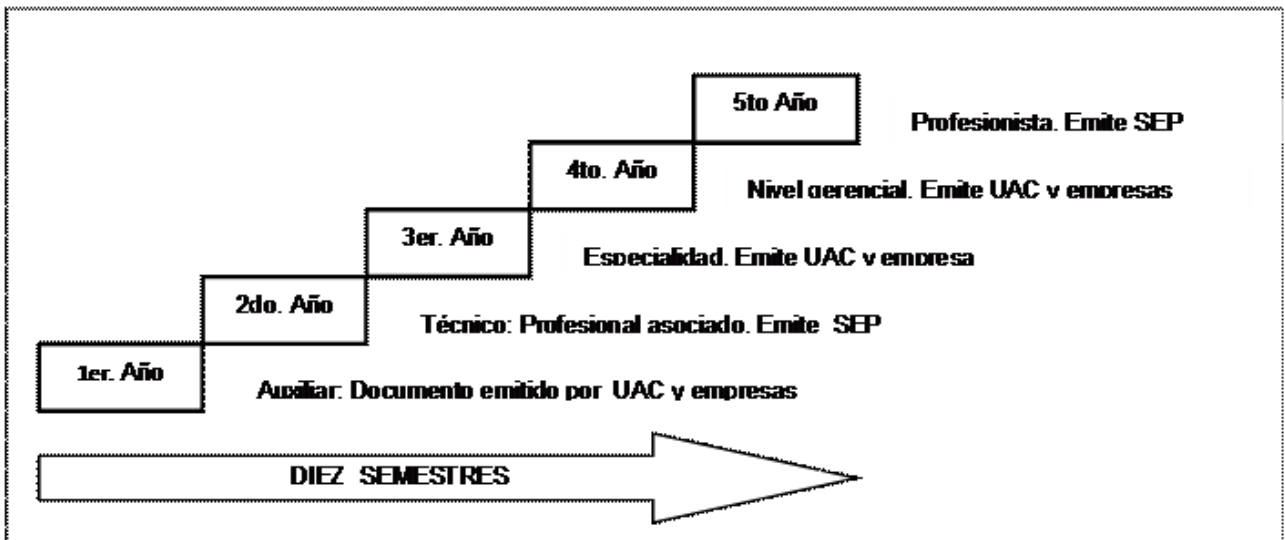 5to Año
Profesionista. Emite SEP
4to. Año
Nivel gerencial. Emite UAC y empresas
3er. Año
Especialidad. Emite UAC y empresa
2do. Año
Técnico: Profesional asociado. Emite SEP
1er. Año
Auxiliar: Documento emitido por UAC y empresas
DIEZ SEMESTRES